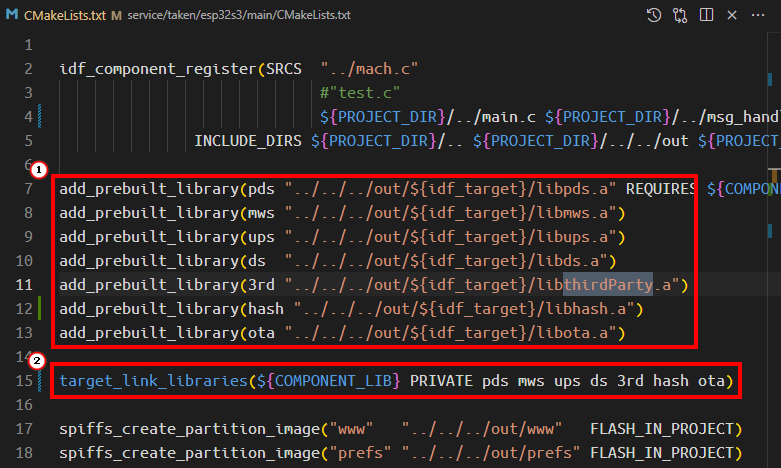 CMakeLists.txt M service/taken/esp32s3/main/CMakeLists.txt
1
2 idf_component_register(SRCS "../mach.c"
3 #"test.c"
4 ${PROJECT_DIR}/../main.c ${PROJECT_DIR}/../msg_hand
5 INCLUDE_DIRS ${PROJECT_DIR}/.. ${PROJECT_DIR}/../../out ${PROJECT_
6
1
7 add_prebuilt_library(pds "../../../out/${idf_target}/libpds.a" REQUIRES ${COMPON
8 add_prebuilt_library(mws "../../../out/${idf_target}/libmws.a")
9 add_prebuilt_library(ups "../../../out/${idf_target}/libups.a")
10 add_prebuilt_library(ds "../../../out/${idf_target}/libds.a")
11 add_prebuilt_library(3rd "../../../out/${idf_target}/libthirdParty.a")
12 add_prebuilt_library(hash "../../../out/${idf_target}/libhash.a")
13 add_prebuilt_library(ota "../../../out/${idf_target}/libota.a")
14
2
15 target_link_libraries(${COMPONENT_LIB} PRIVATE pds mws ups ds 3rd hash ota)
16
17 spiffs_create_partition_image("www" "../../../out/www" FLASH_IN_PROJECT)
18 spiffs_create_partition_image("prefs" "../../../out/prefs" FLASH_IN_PROJECT)